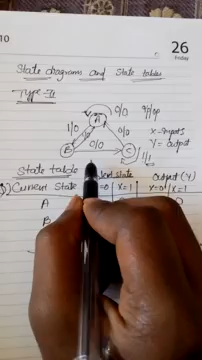 10
26
Friday
State diagrams and State tables
Type-II
0/0
A
1/0
0/0
X-inputs
0/0
Y = output
B
C
1/1
State table
state
Output (Y)
Current State
=0 X=1
Y=0 X=1
A
0
B